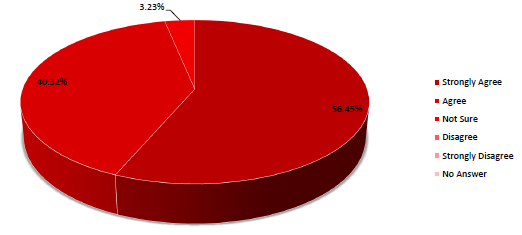 3.23%
40.32%
56.45%
Strongly Agree
Agree
Not Sure
Disagree
Strongly Disagree
No Answer